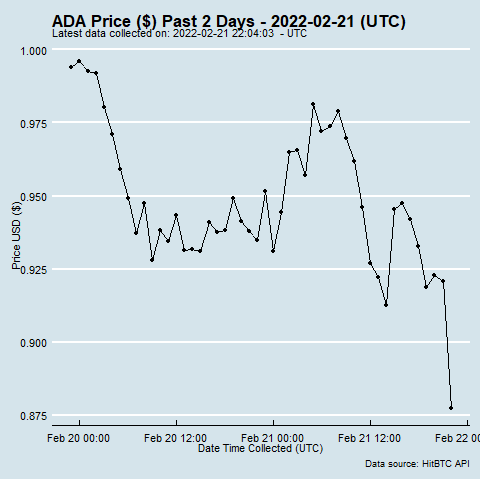 ADA Price ($) Past 2 Days - 2022-02-21 (UTC)
Latest data collected on: 2022-02-21 22:04:03  - UTC
1.000
0.975
0.950
0.925
0.900
0.875
Price USD ($)
Feb 20 00:00 Feb 20 12:00 Feb 21 00:00 Feb 21 12:00 Feb 22 0
Date Time Collected (UTC)
Data source: HitBTC API